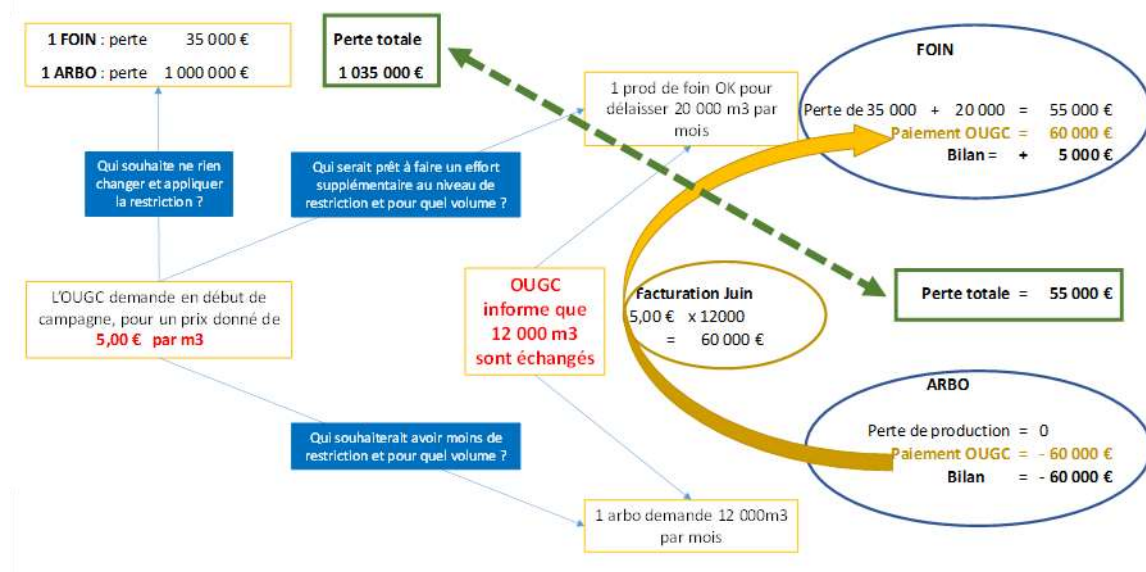 1 FOIN : perte 35 000 €
1 ARBO : perte 1 000 000 €
Perte totale
1 035 000 €
FOIN
Perte de 35 000 + 20 000 = 55 000 €
Paiement OUGC = 60 000 €
Bilan = + 5 000 €
1 prod de foin OK pour
délaisser 20 000 m3 par
mois
Qui souhaite ne rien
changer et appliquer
la restriction ?
Qui serait prêt à faire un effort
supplémentaire au niveau de
restriction et pour quel volume ?
L'OUGC demande en début de
campagne, pour un prix donné de
5,00 € par m3
OUGC
informe que
12 000 m3
sont échangés
Facturation Juin
5,00 € x 12000
= 60 000 €
Perte totale = 55 000 €
ARBO
Perte de production = 0
Paiement OUGC = - 60 000 €
Bilan = - 60 000 €
Qui souhaiterait avoir moins de
restriction et pour quel volume ?
1 arbo demande 12 000m3
par mois